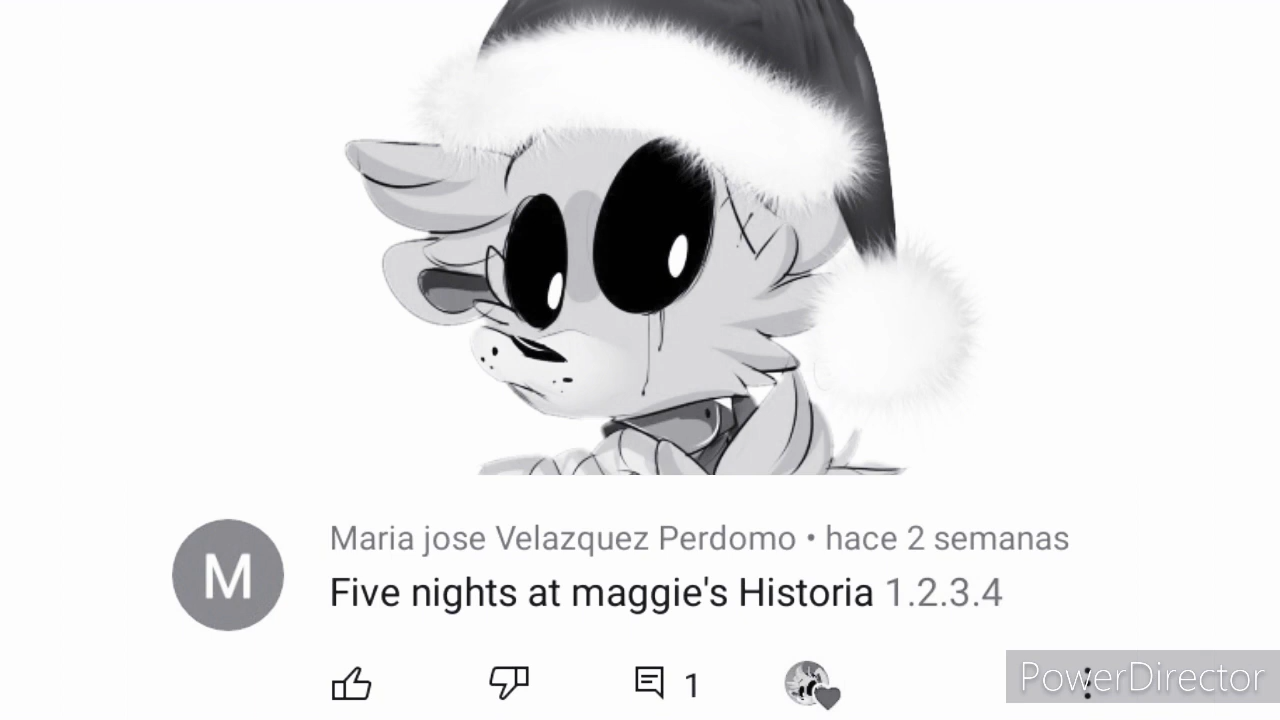 M
Maria jose Velazquez Perdomo • hace 2 semanas
Five nights at maggie's Historia 1.2.3.4
1
PowerDirector